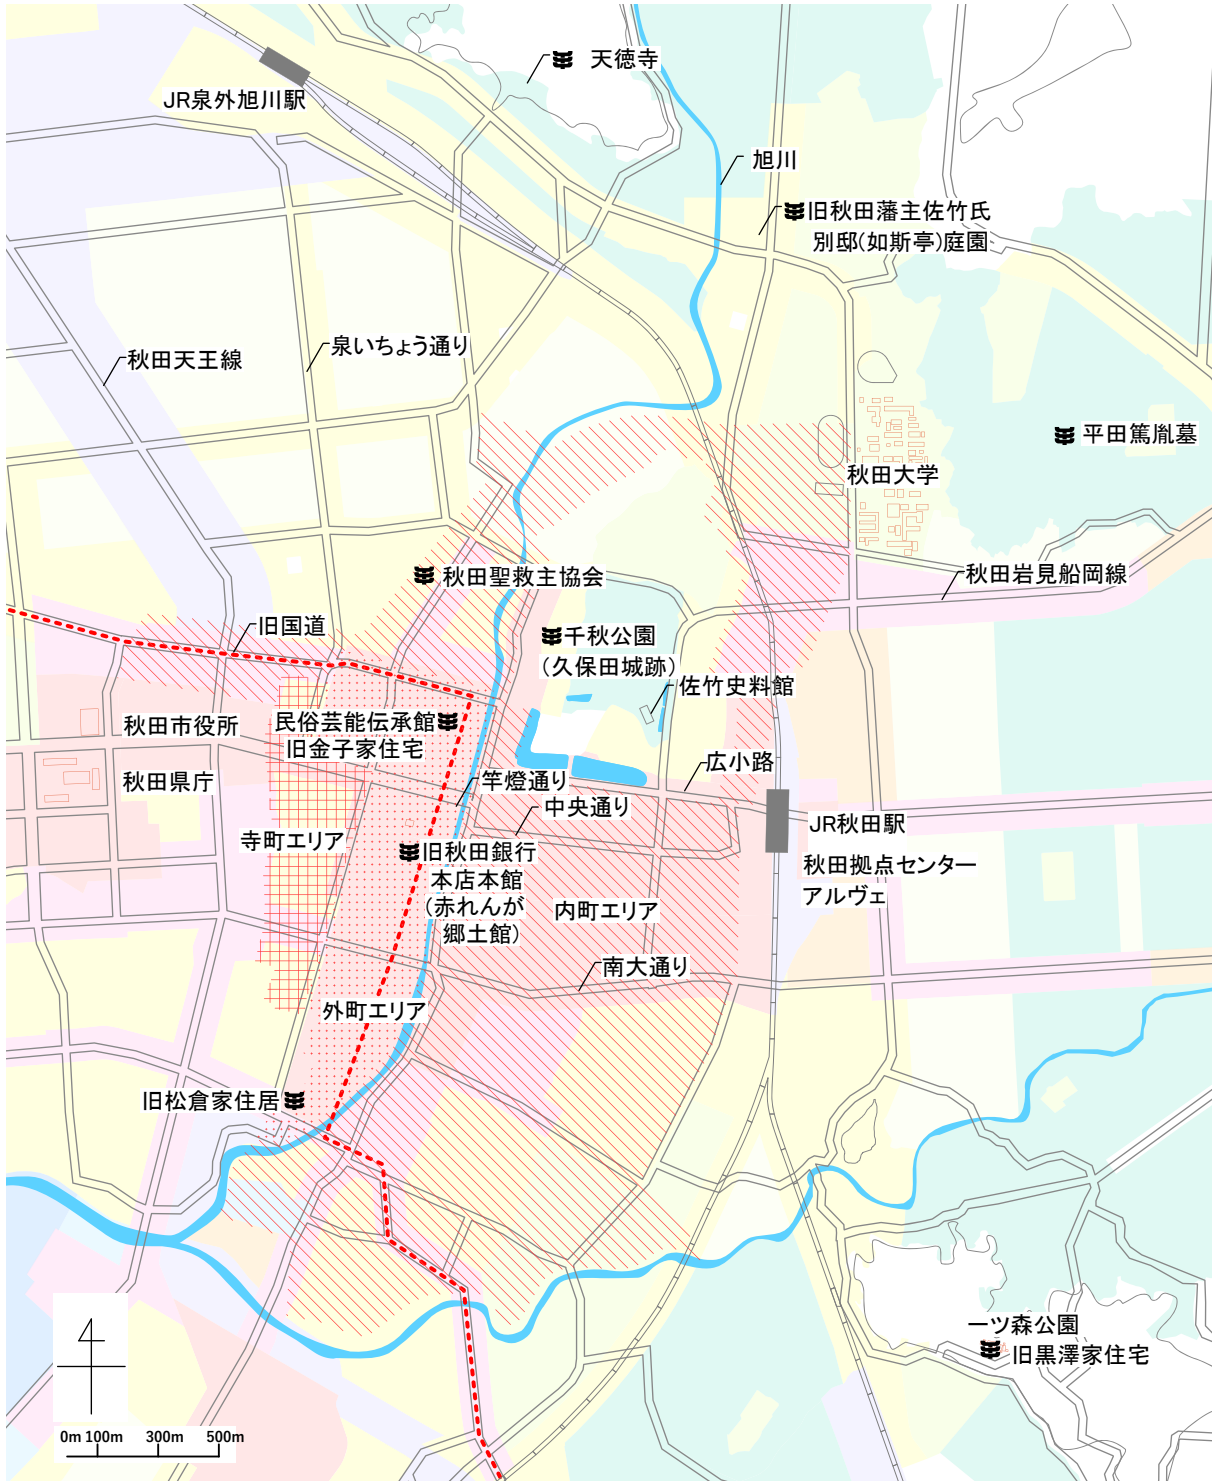 天徳寺
JR泉外旭川駅
旭川
旧秋田藩主佐竹氏
別邸(如斯亭)庭園
秋田天王線
泉いちょう通り
平田篤胤墓
秋田大学
秋田聖救主協会
秋田岩見船岡線
旧国道
千秋公園
(久保田城跡)
佐竹史料館
秋田市役所
民俗芸能伝承館
旧金子家住宅
秋田県庁
広小路
竿燈通り
中央通り
JR秋田駅
寺町エリア
旧秋田銀行
本店本館
(赤れんが
郷土館)
秋田拠点センター
アルヴェ
内町エリア
南大通り
外町エリア
旧松倉家住居
一ツ森公園
旧黒澤家住宅
0m 100m 300m 500m